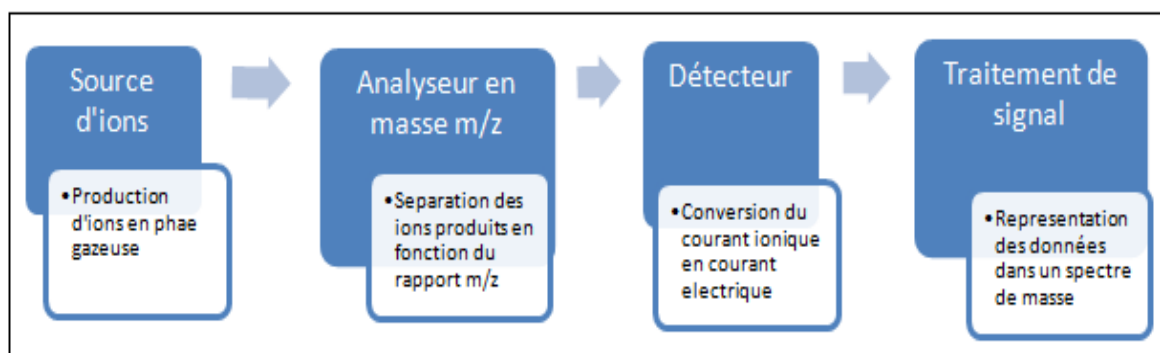 Source
d'ions
•Production
d'ions en phae
gazeuse
Analyseur en
masse m/z
•Separation des
ions produits en
fonction du
rapport m/z
Détecteur
•Conversion du
courant ionique
en courant
electrique
Traitement de
signal
•Representation
des données
dans un spectre
de masse